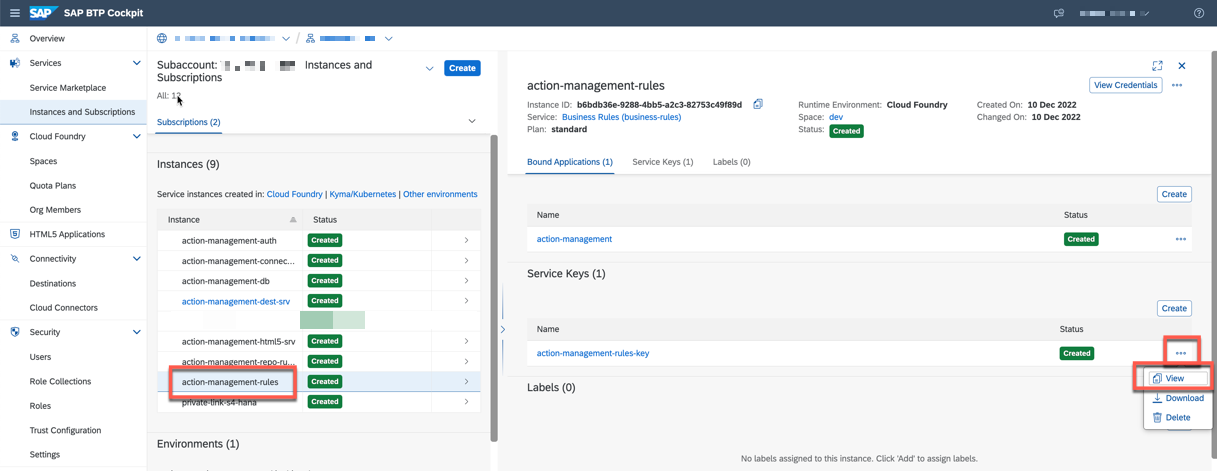 SAP SAP BTP Cockpit
Overview
Services
Service Marketplace
Instances and Subscriptions
Cloud Foundry
Spaces
Quota Plans
Org Members
HTML5 Applications
Connectivity
Destinations
Cloud Connectors
Security
Users
Role Collections
Roles
Trust Configuration
Settings
/
Subaccount: Instances and
Subscriptions
Create
All: 12
Subscriptions (2)
Instances (9)
Service instances created in: Cloud Foundry | Kyma/Kubernetes | Other environments
Instance Status
action-management-auth Created
action-management-connec... Created
action-management-db Created
action-management-dest-srv Created
action-management-html5-srv Created
action-management-repo-ru... Created
action-management-rules Created
private-link-s4-hana Created
Environments (1)
action-management-rules
View Credentials
Instance ID: b6bdb36e-9288-4bb5-a2c3-82753c49f89d
Service: Business Rules (business-rules)
Plan: standard
Runtime Environment: Cloud Foundry
Space: dev
Status: Created
Created On: 10 Dec 2022
Changed On: 10 Dec 2022
Bound Applications (1) Service Keys (1) Labels (0)
Create
Name Status
action-management Created
Service Keys (1)
Create
Name Status
action-management-rules-key Created
View
Download
Delete
Labels (0)
No labels assigned to this instance. Click 'Add' to assign labels.